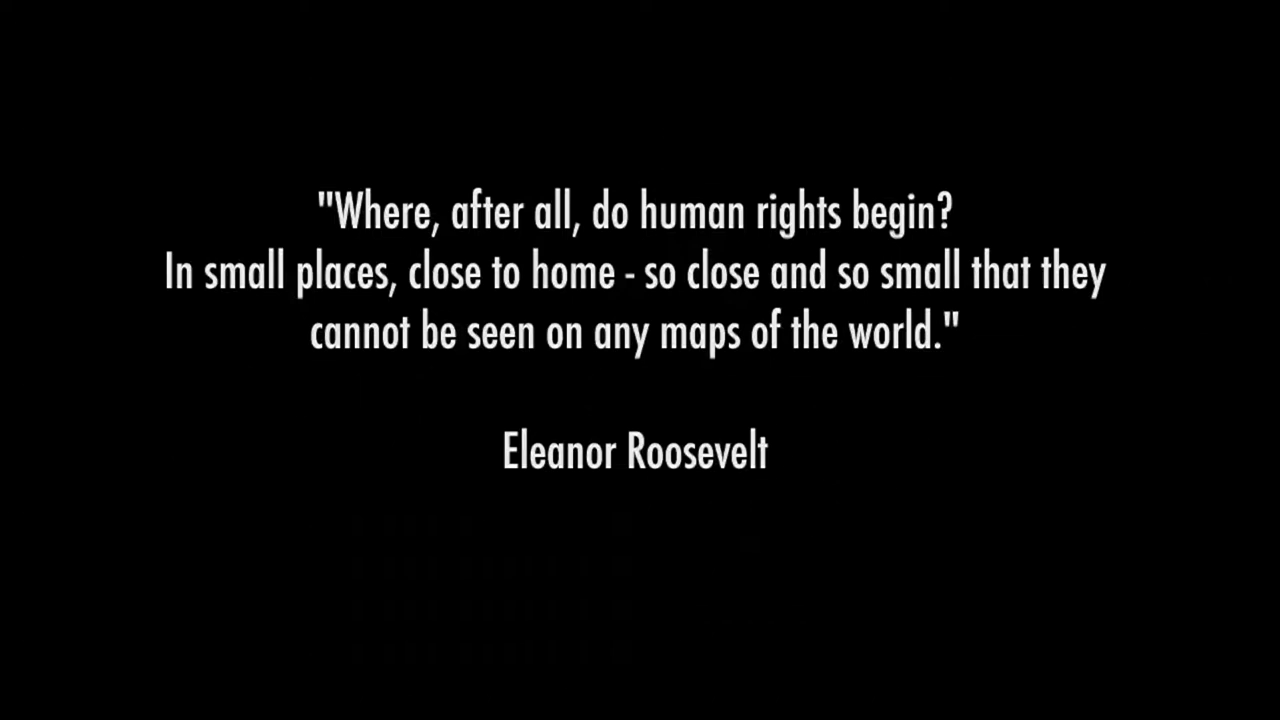 "Where, after all, do human rights begin?
In small places, close to home - so close and so small that they
cannot be seen on any maps of the world."
Eleanor Roosevelt